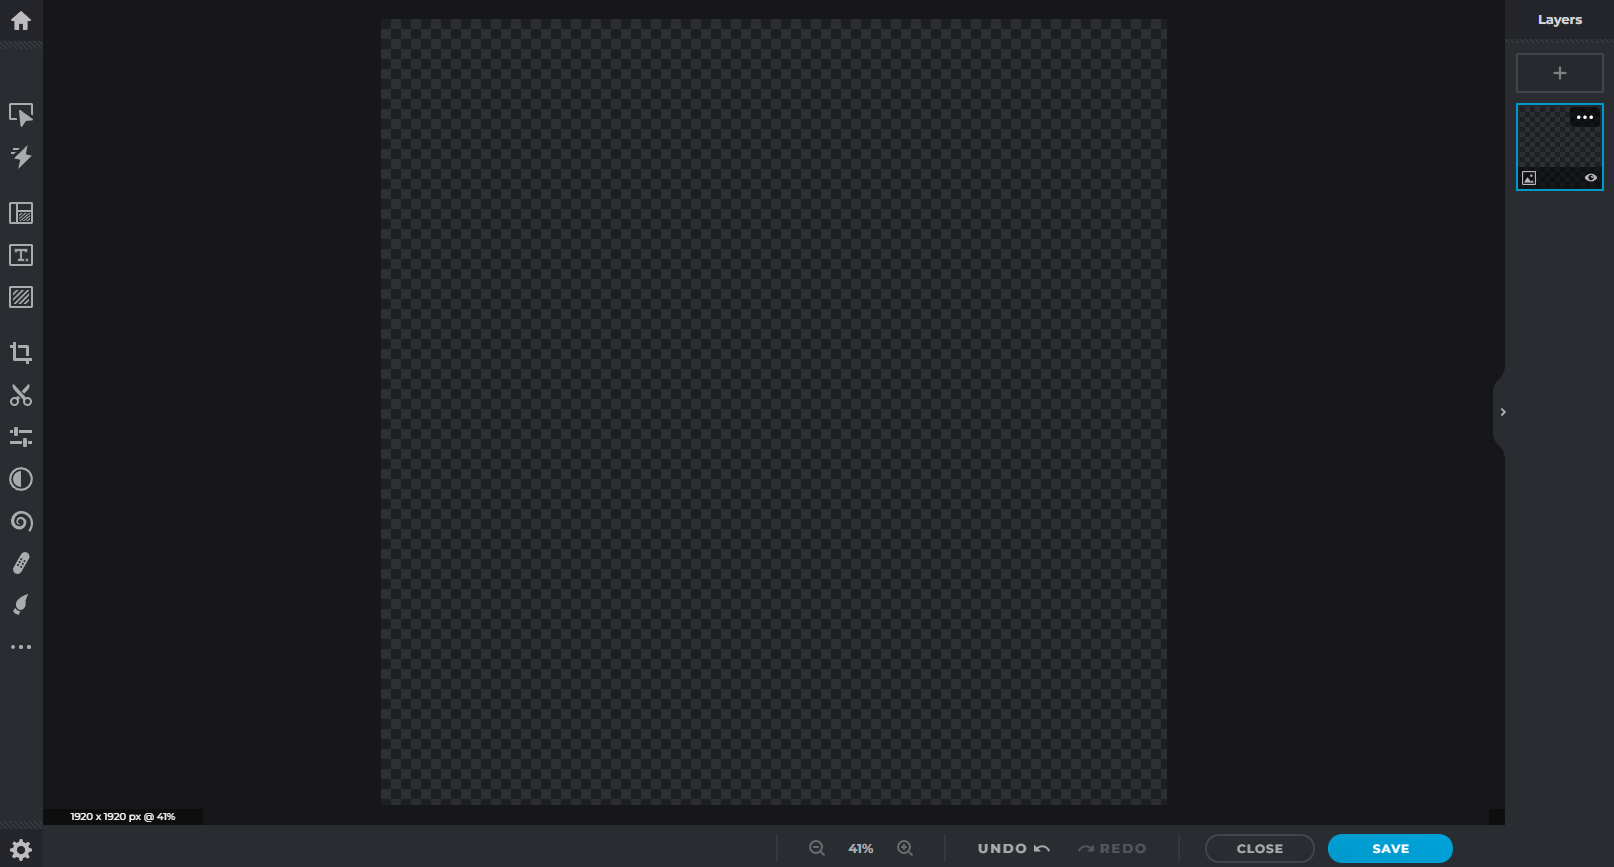 Layers
1920 x 1920 px @ 41%
41%
UNDO
REDO
CLOSE
SAVE